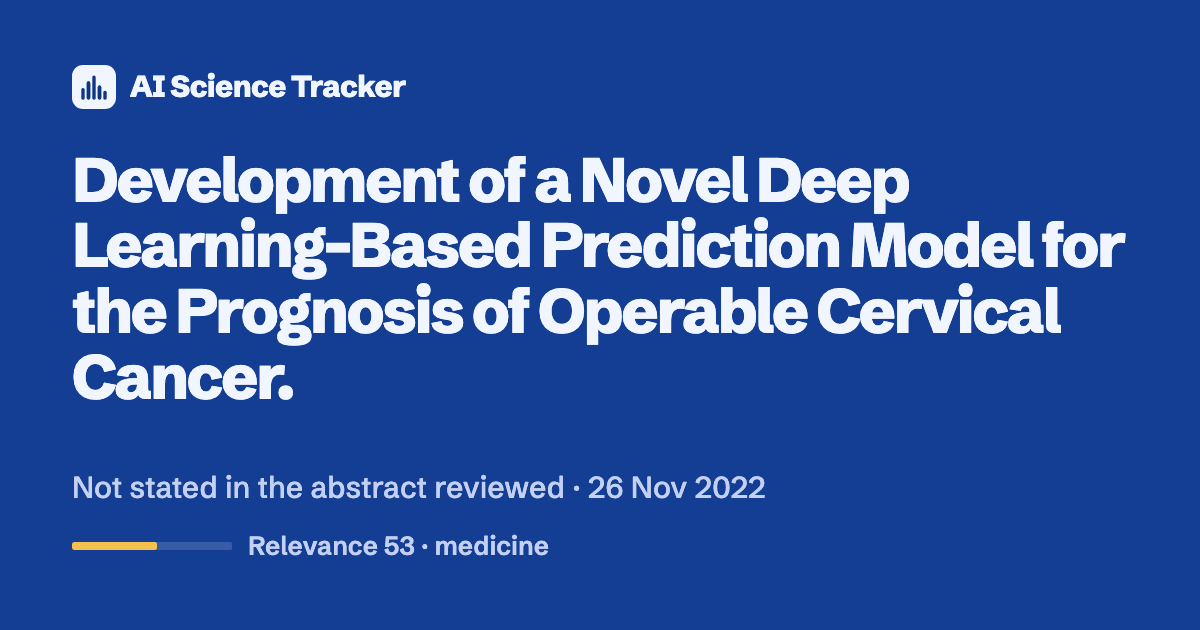 AI Science Tracker
Development of a Novel Deep
Learning-Based Prediction Model for
the Prognosis of Operable Cervical
Cancer.
Not stated in the abstract reviewed · 26 Nov 2022
Relevance 53 · medicine